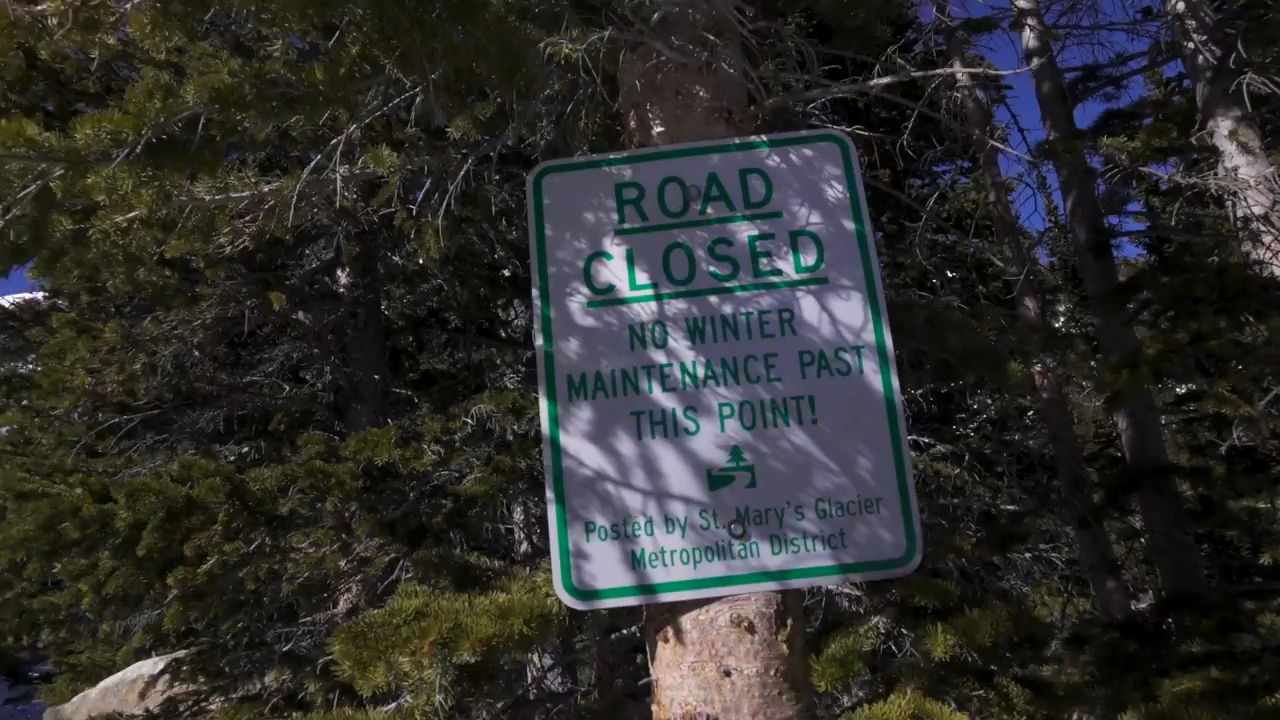 ROAD
CLOSED
NO WINTER
MAINTENANCE PAST
THIS POINT!
Posted by St. Mary's Glacier
Metropolitan District